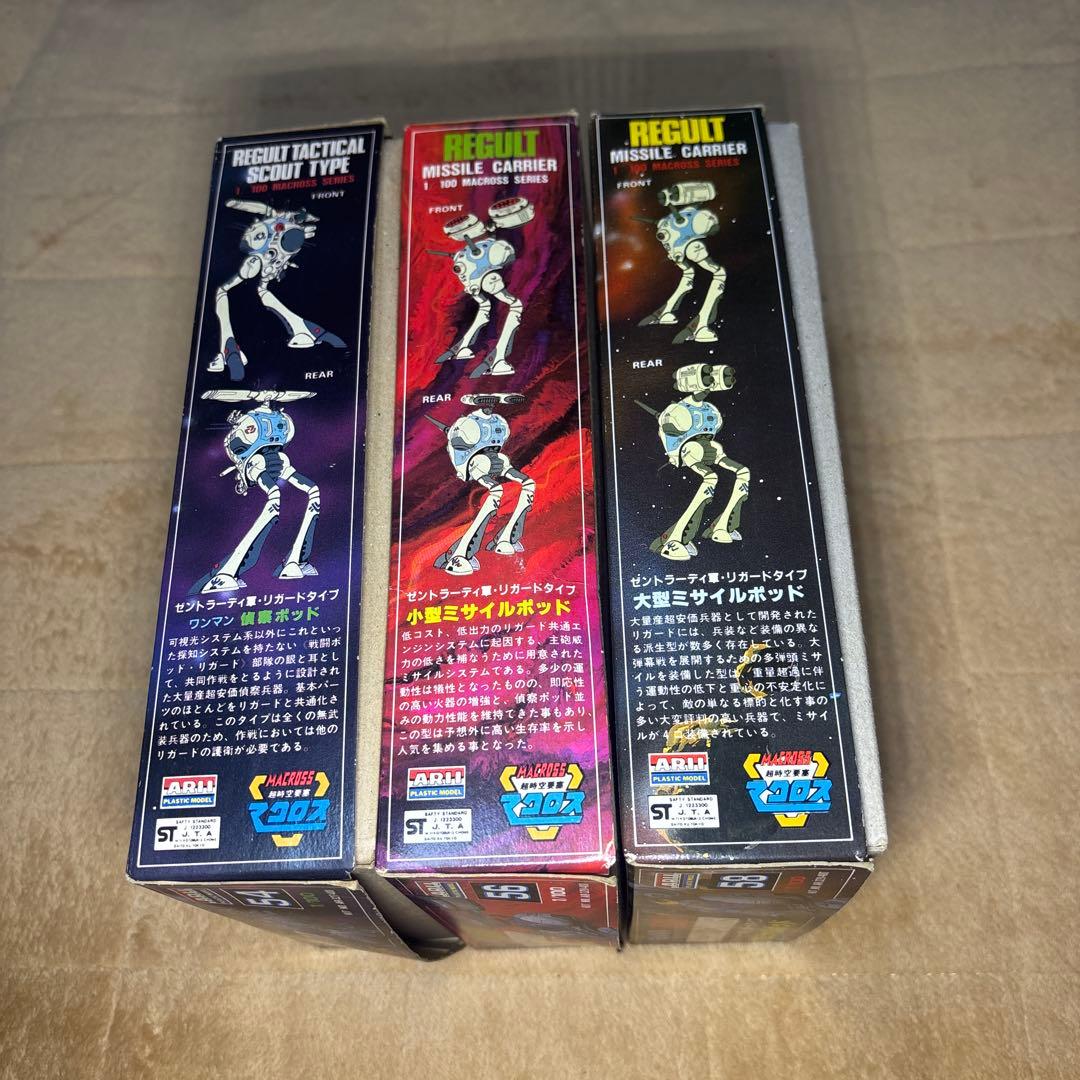 REGULT TACTICAL
SCOUT TYPE
1/100 MACROSS SERIES
FRONT
REAR
ゼントラーディ軍・リガードタイプ
ワンマン 偵察ポッド
可視光システム系以外にこれといっ
た探知システムを持たない〈戦闘ポ
ッド・リガード〉部隊の眼と耳とし
て、共同作戦をとるように設計され
た大量産超安価偵察兵器。基本パー
ツのほとんどをリガードと共通化さ
れている。このタイプは全くの無武
装兵器のため、作戦においては他の
リガードの護衛が必要である。
ARII
PLASTIC MODEL
ST
SAFTY STANDARD
J 1223300
J. T. A
MACROSS
超時空要塞
マクロス
54
REGULT
MISSILE CARRIER
1/100 MACROSS SERIES
FRONT
REAR
ゼントラーディ軍・リガードタイプ
小型ミサイルポッド
低コスト、低出力のリガード共通エ
ンジンシステムに起因する、主砲威
力の低さを補なうために用意された
ミサイルシステムである。多少の運
動性は犠性となったものの、即応性
の高い火器の増強と、偵察ポッド並
みの動力性能を維持てきた事もあり、
この型は予想外に高い生存率を示し
人気を集める事となった。
ARII
PLASTIC MODEL
ST
SAFTY STANDARD
J 1223300
J. T. A
MACROSS
超時空要塞
マクロス
56
1/100
REGULT
MISSILE CARRIER
1/100 MACROSS SERIES
FRONT
REAR
ゼントラーディ軍・リガードタイプ
大型ミサイルポッド
大量産超安価兵器として開発された
リガードには、兵装など装備の異な
る派生型が数多く存在している。大
弾幕戦を展開するための多弾頭ミサ
イルを装備した型は、重量超過に伴
う運動性の低下と重心の不安定化に
よって、敵の単なる標的と化す事の
多い大変評判の高い兵器で、ミサイ
ルが4コ装備されている。
ARII
PLASTIC MODEL
ST
SAFTY STANDARD
J 1223300
J. T. A
MACROSS
超時空要塞
マクロス
58